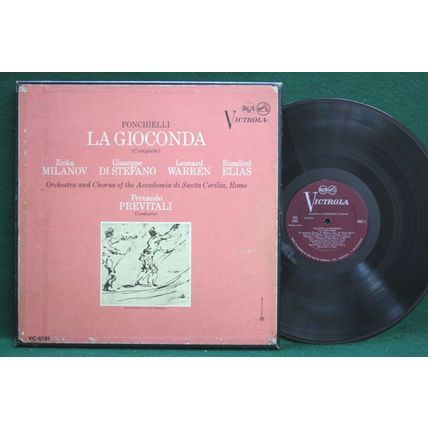 RCA
VICTROLA
PONCHIELLI
LA GIOCONDA
(Complete)
Zinka MILANOV
Giuseppe DI STEFANO
Leonard WARREN
Rosalind ELIAS
Orchestra and Chorus of the Accademia di Santa Cecilia, Rome
Fernando
PREVITALI
Conductor
VIC-6101
RCA
VICTROLA